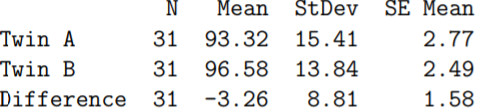 N Mean StDev SE Mean
Twin A 31 93.32 15.41 2.77
Twin B 31 96.58 13.84 2.49
Difference 31 -3.26 8.81 1.58